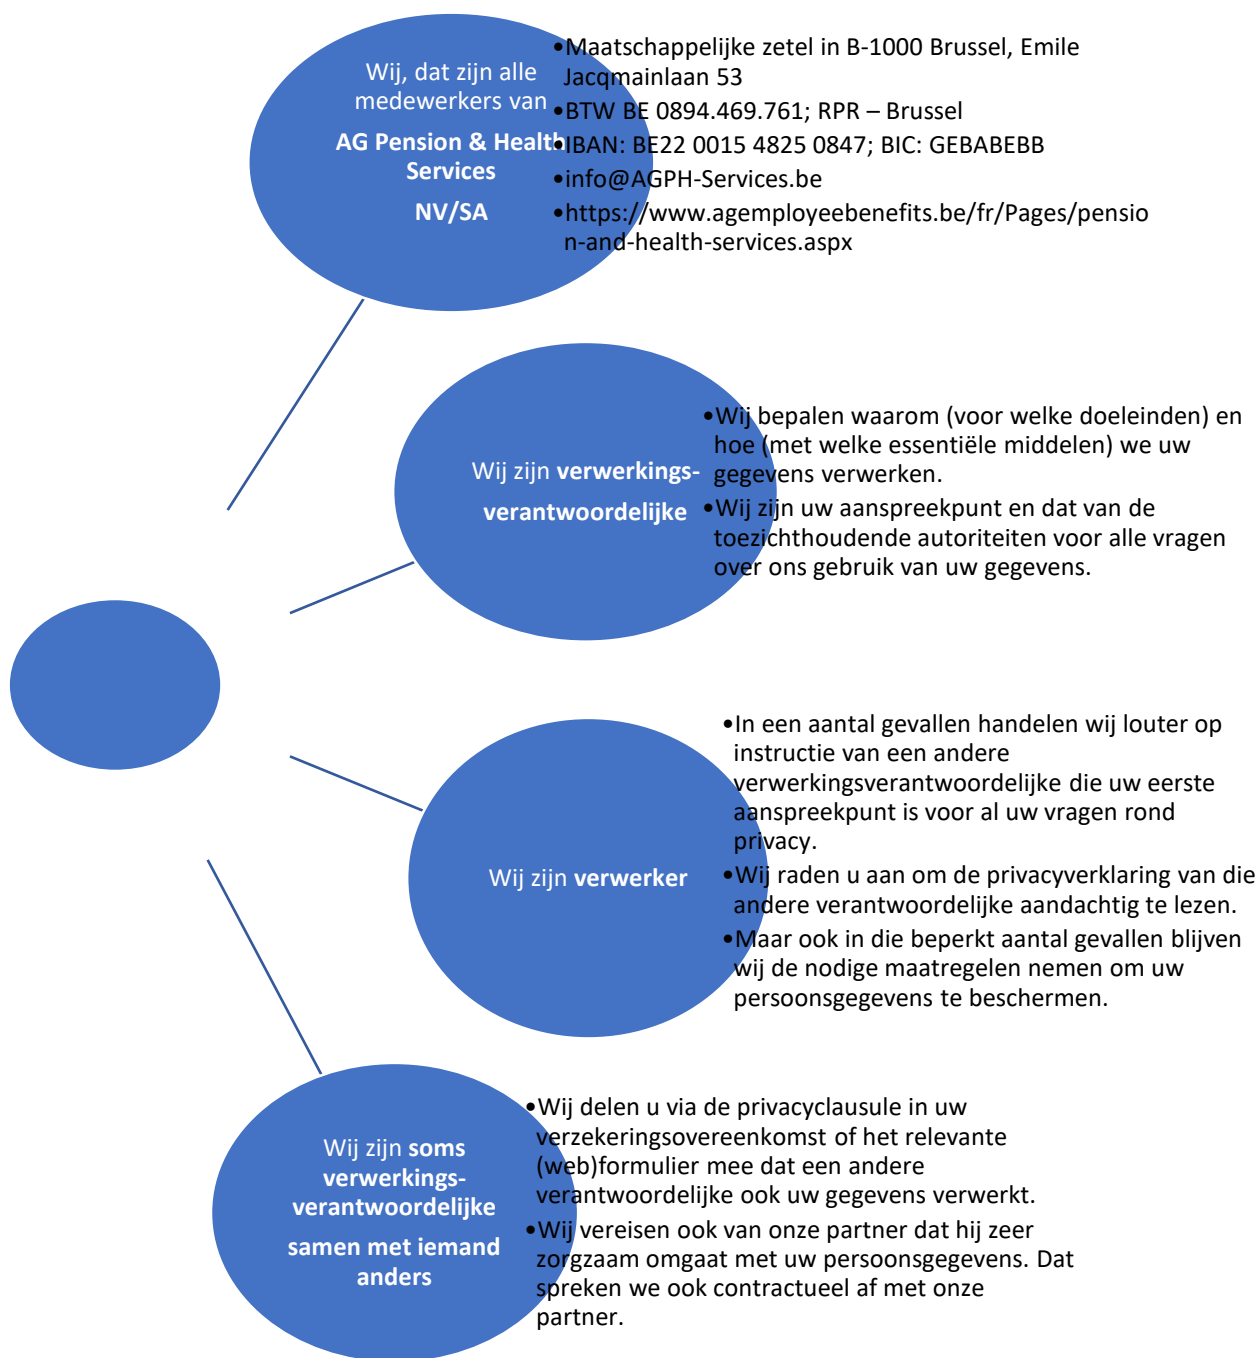 Wij, dat zijn alle
medewerkers van
AG Pension & Health
Services
NV/SA
•Maatschappelijke zetel in B-1000 Brussel, Emile
Jacqmainlaan 53
•BTW BE 0894.469.761; RPR – Brussel
•IBAN: BE22 0015 4825 0847; BIC: GEBABEBB
•info@AGPH-Services.be
•https://www.agemployeebenefits.be/fr/Pages/pensio
n-and-health-services.aspx
Wij zijn verwerkings-
verantwoordelijke
•Wij bepalen waarom (voor welke doeleinden) en
hoe (met welke essentiële middelen) we uw
gegevens verwerken.
•Wij zijn uw aanspreekpunt en dat van de
toezichthoudende autoriteiten voor alle vragen
over ons gebruik van uw gegevens.
Wij zijn verwerker
•In een aantal gevallen handelen wij louter op
instructie van een andere
verwerkingsverantwoordelijke die uw eerste
aanspreekpunt is voor al uw vragen rond
privacy.
•Wij raden u aan om de privacyverklaring van die
andere verantwoordelijke aandachtig te lezen.
•Maar ook in die beperkt aantal gevallen blijven
wij de nodige maatregelen nemen om uw
persoonsgegevens te beschermen.
Wij zijn soms
verwerkings-
verantwoordelijke
samen met iemand
anders
•Wij delen u via de privacyclausule in uw
verzekeringsovereenkomst of het relevante
(web)formulier mee dat een andere
verantwoordelijke ook uw gegevens verwerkt.
•Wij vereisen ook van onze partner dat hij zeer
zorgzaam omgaat met uw persoonsgegevens. Dat
spreken we ook contractueel af met onze
partner.